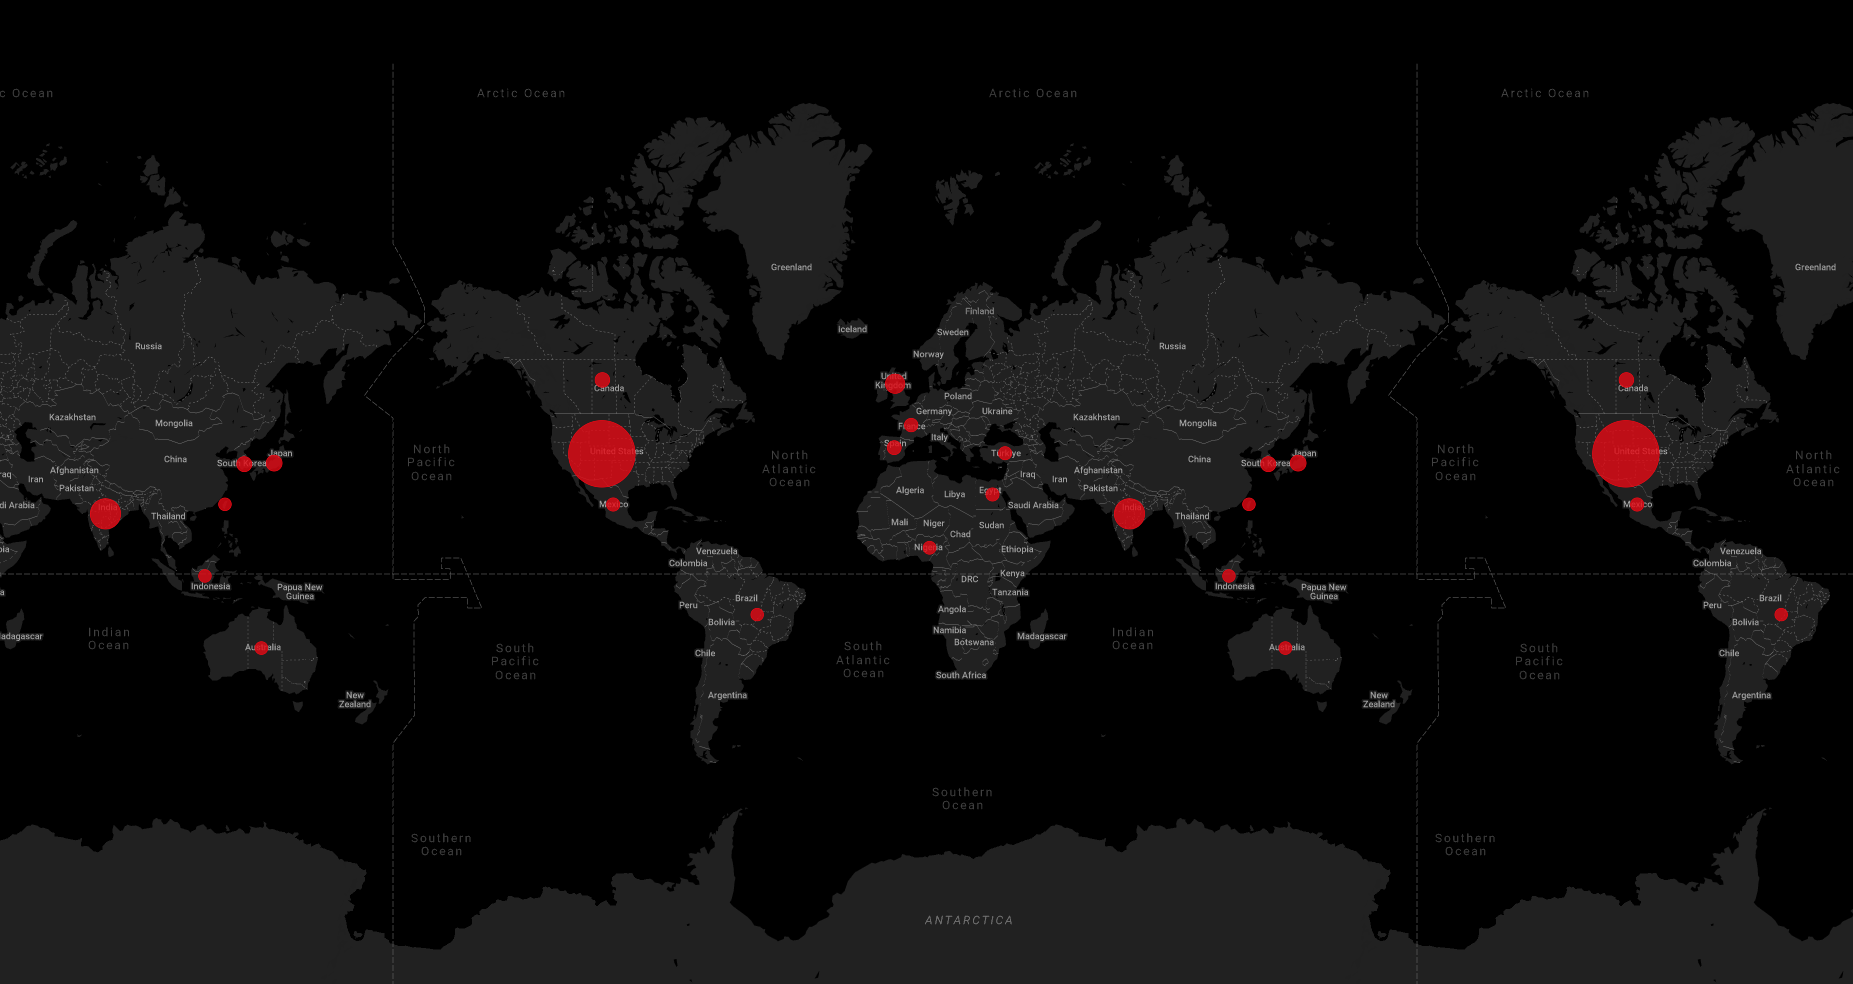 c Ocean
Arctic Ocean
Arctic Ocean
Arctic Ocean
Greenland
Greenland
Finland
Iceland
Sweden
Russia
Russia
Norway
United
Kingdom
Canada
Canada
Poland
Germany
Ukraine
Kazakhstan
Kazakhstan
Mongolia
Mongolia
France
Italy
Spain
Japan
Türkiye
Japan
China
China
South Korea
South Korea
United States
United States
North
Pacific
Ocean
North
Atlantic
Ocean
North
Pacific
Ocean
North
Atlantic
Ocean
Afghanistan
Afghanistan
raq
Iran
Iraq
Iran
Pakistan
Pakistan
Algeria
Libya
Egypt
di Arabia
Saudi Arabia
Mexico
Mexico
India
India
Thailand
Thailand
Mali
Niger
Sudan
Chad
Nigeria
Ethiopia
pia
Venezuela
Venezuela
Colombia
Colombia
DRC
Kenya
Indonesia
Indonesia
Papua New
Guinea
Papua New
Guinea
a
Tanzania
Brazil
Brazil
Peru
Peru
Angola
Bolivia
Bolivia
Namibia
Botswana
Madagascar
ladagascar
Indian
Ocean
Indian
Ocean
Australia
Australia
Chile
Chile
South
Pacific
Ocean
South
Atlantic
Ocean
South
Pacific
Ocean
South Africa
New
Zealand
New
Zealand
Argentina
Argentina
Southern
Ocean
Southern
Ocean
Southern
Ocean
ANTARCTICA